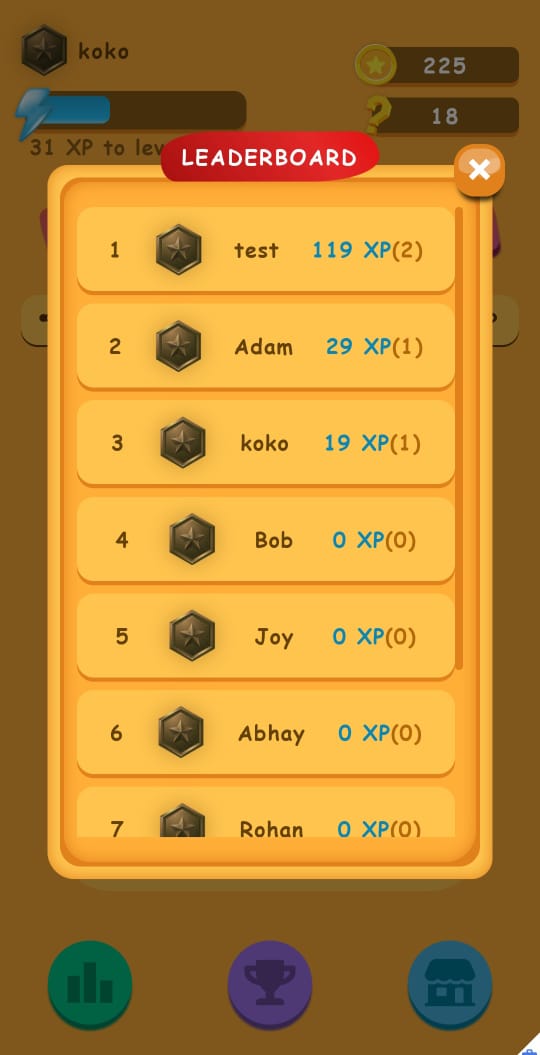 koko
225
18
31 XP to lev
LEADERBOARD
1 test 119 XP(2)
2 Adam 29 XP(1)
3 koko 19 XP(1)
4 Bob 0 XP(0)
5 Joy 0 XP(0)
6 Abhay 0 XP(0)
7 Rohan 0 XP(0)